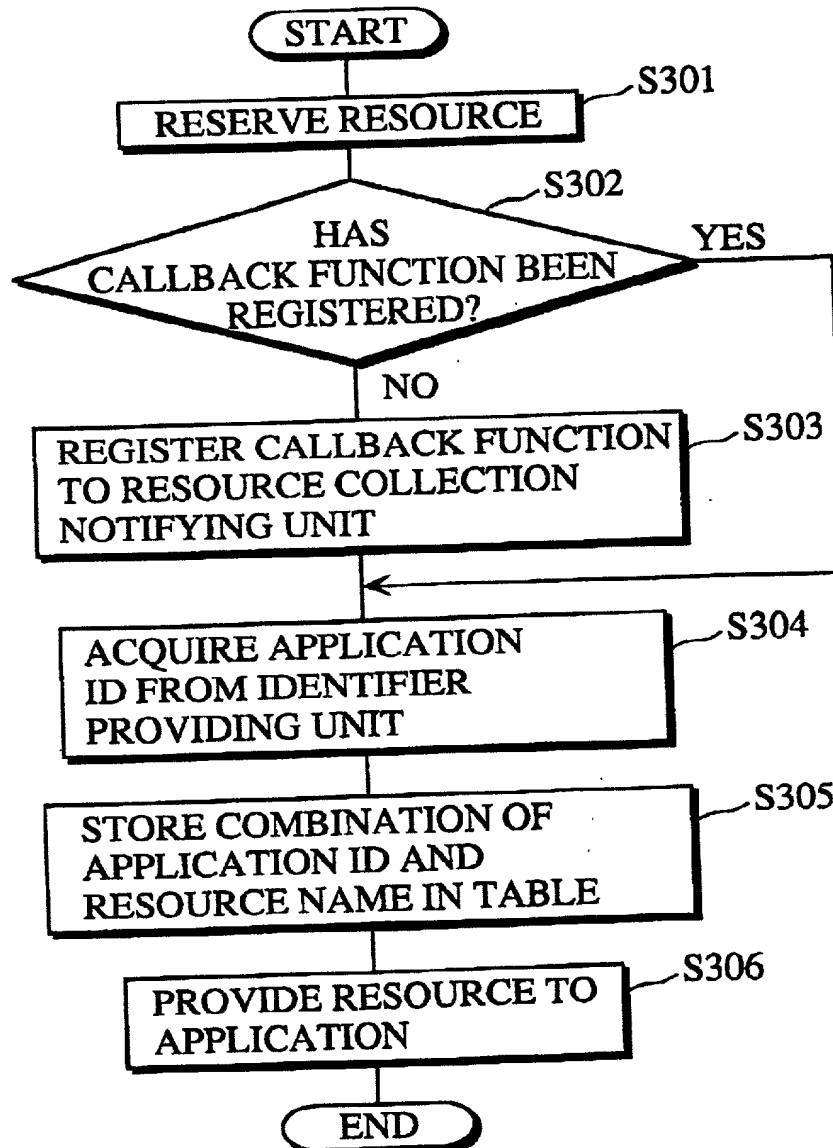 START
S301
RESERVE RESOURCE
S302
HAS
CALLBACK FUNCTION BEEN
REGISTERED?
YES
NO
S303
REGISTER CALLBACK FUNCTION
TO RESOURCE COLLECTION
NOTIFYING UNIT
S304
ACQUIRE APPLICATION
ID FROM IDENTIFIER
PROVIDING UNIT
S305
STORE COMBINATION OF
APPLICATION ID AND
RESOURCE NAME IN TABLE
S306
PROVIDE RESOURCE TO
APPLICATION
END